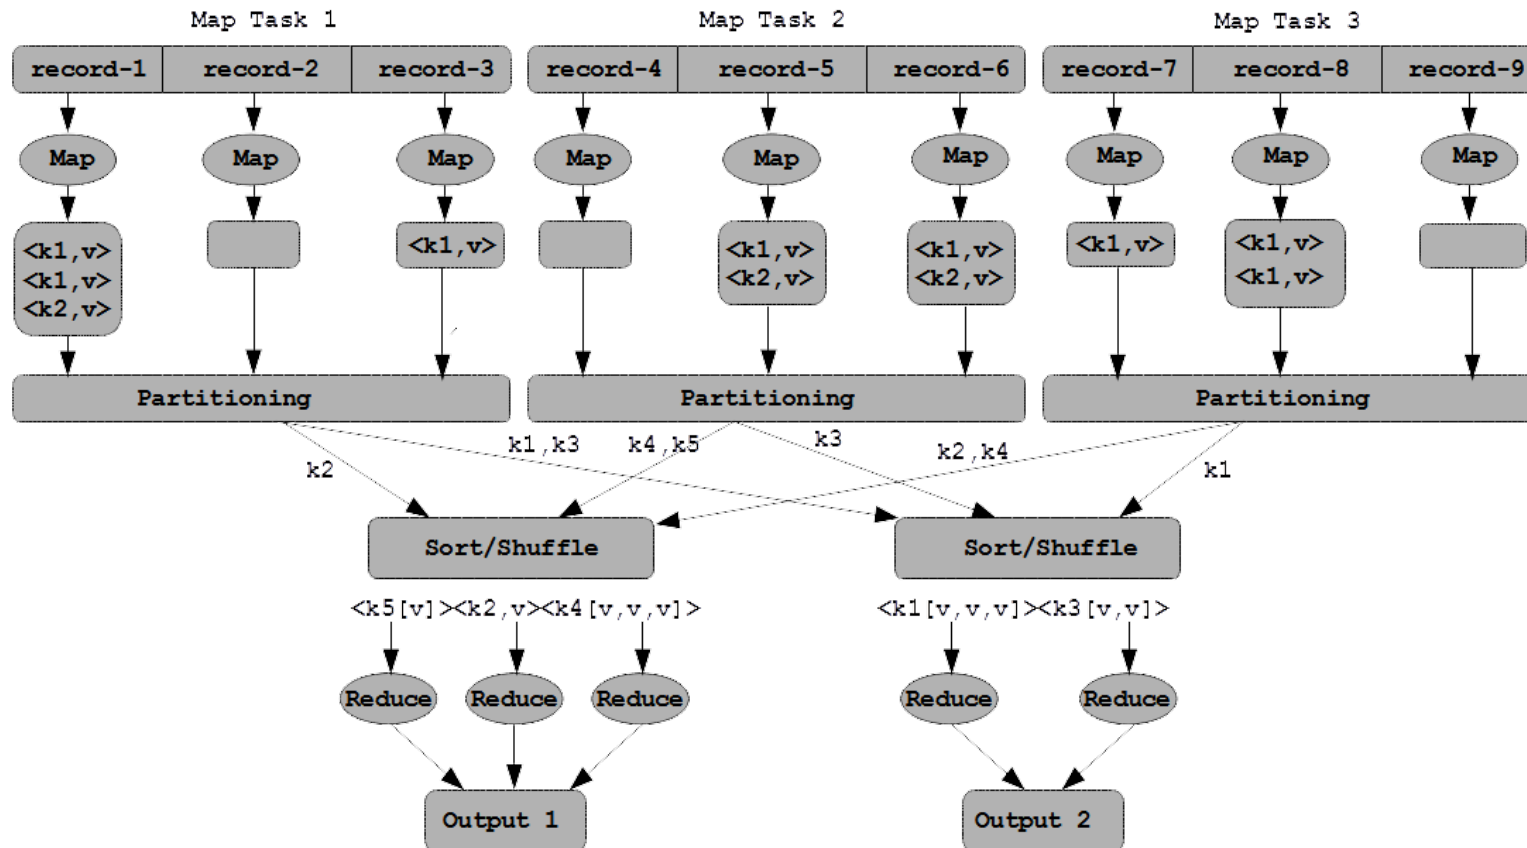 Map Task 1 Map Task 2 Map Task 3
record-1 record-2 record-3 record-4 record-5 record-6 record-7 record-8 record-9
Map Map Map Map Map Map Map Map Map
<k1,v>
<k1,v>
<k2,v>
<k1,v>
<k1,v>
<k2,v>
<k1,v>
<k2,v>
<k1,v>
<k1,v>
<k1,v>
Partitioning Partitioning Partitioning
k2
k1,k3
k4,k5
k3
k2,k4
k1
Sort/Shuffle Sort/Shuffle
<k5[v]><k2,v><k4[v,v,v]> <k1[v,v,v]><k3[v,v]>
Reduce Reduce Reduce Reduce Reduce
Output 1 Output 2